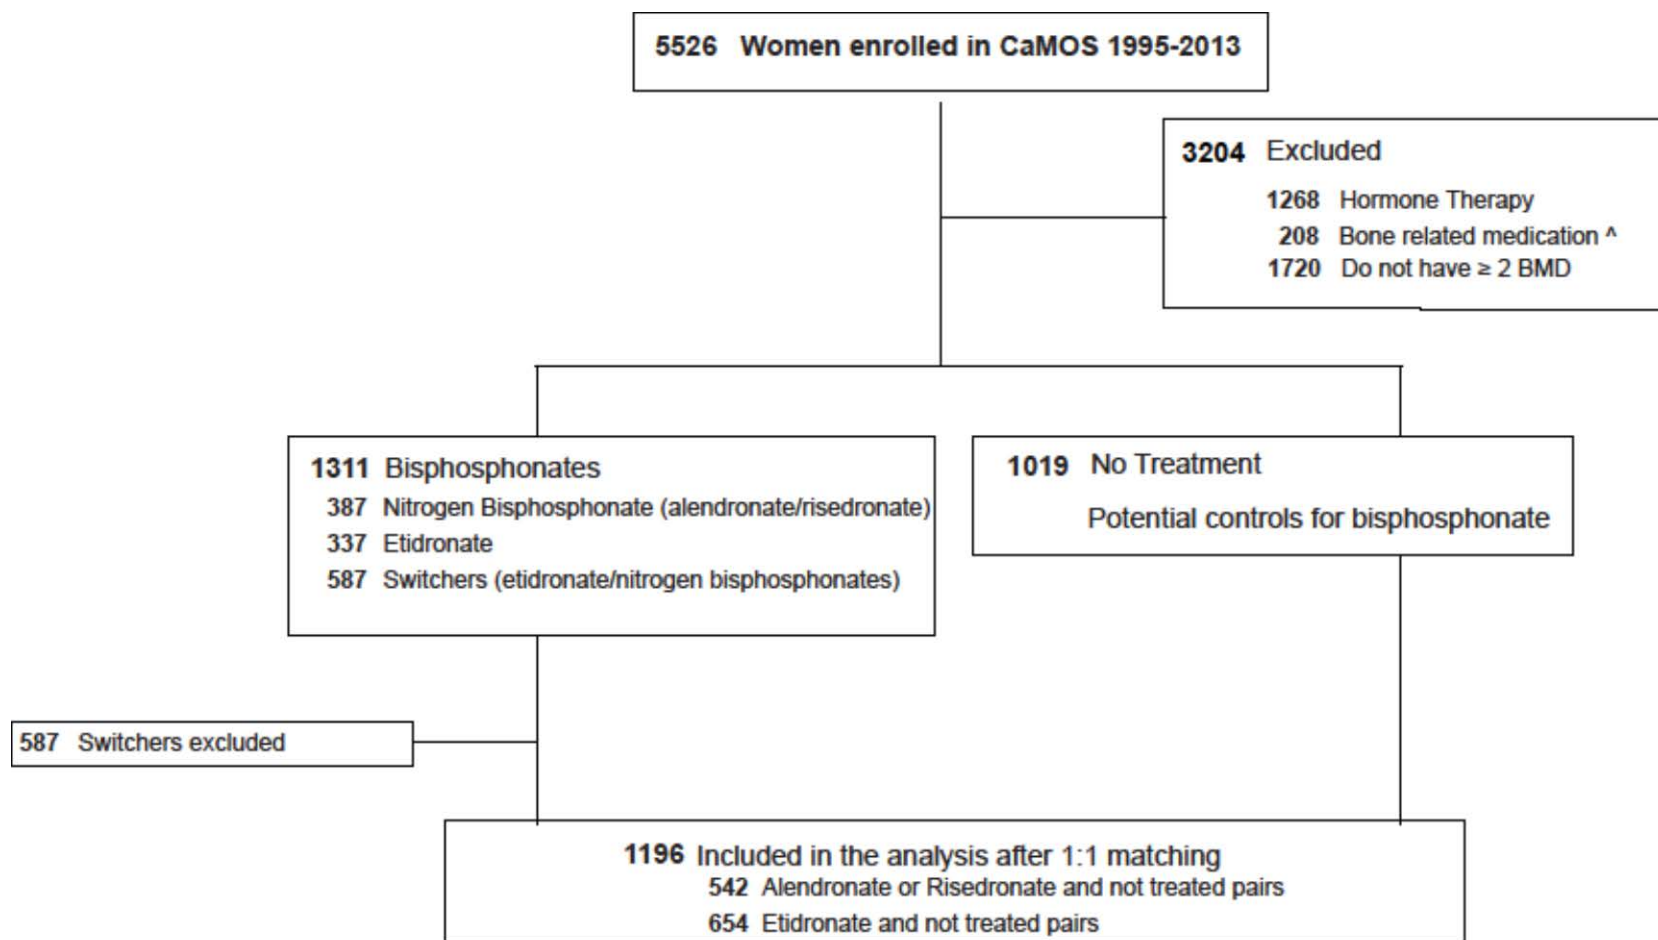 5526 Women enrolled in CaMOS 1995-2013
3204 Excluded
1268 Hormone Therapy
208 Bone related medication ^
1720 Do not have ≥ 2 BMD
1311 Bisphosphonates
387 Nitrogen Bisphosphonate (alendronate/risedronate)
337 Etidronate
587 Switchers (etidronate/nitrogen bisphosphonates)
1019 No Treatment
Potential controls for bisphosphonate
587 Switchers excluded
1196 Included in the analysis after 1:1 matching
542 Alendronate or Risedronate and not treated pairs
654 Etidronate and not treated pairs